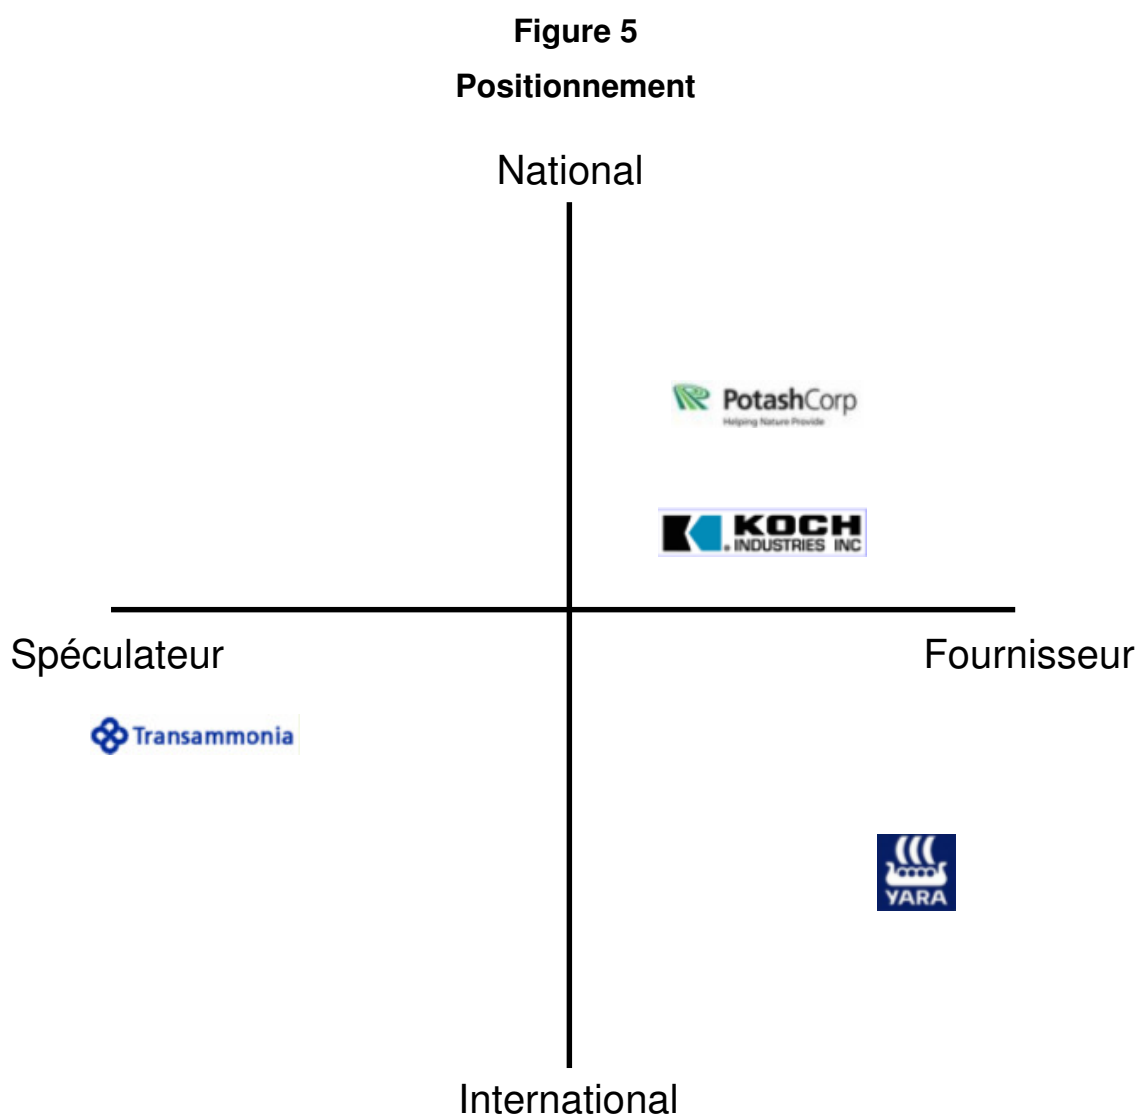 Figure 5
Positionnement
National
PotashCorp
Helping Nature Provide
KOCH
INDUSTRIES INC
Spéculateur
Fournisseur
Transammonia
YARA
International